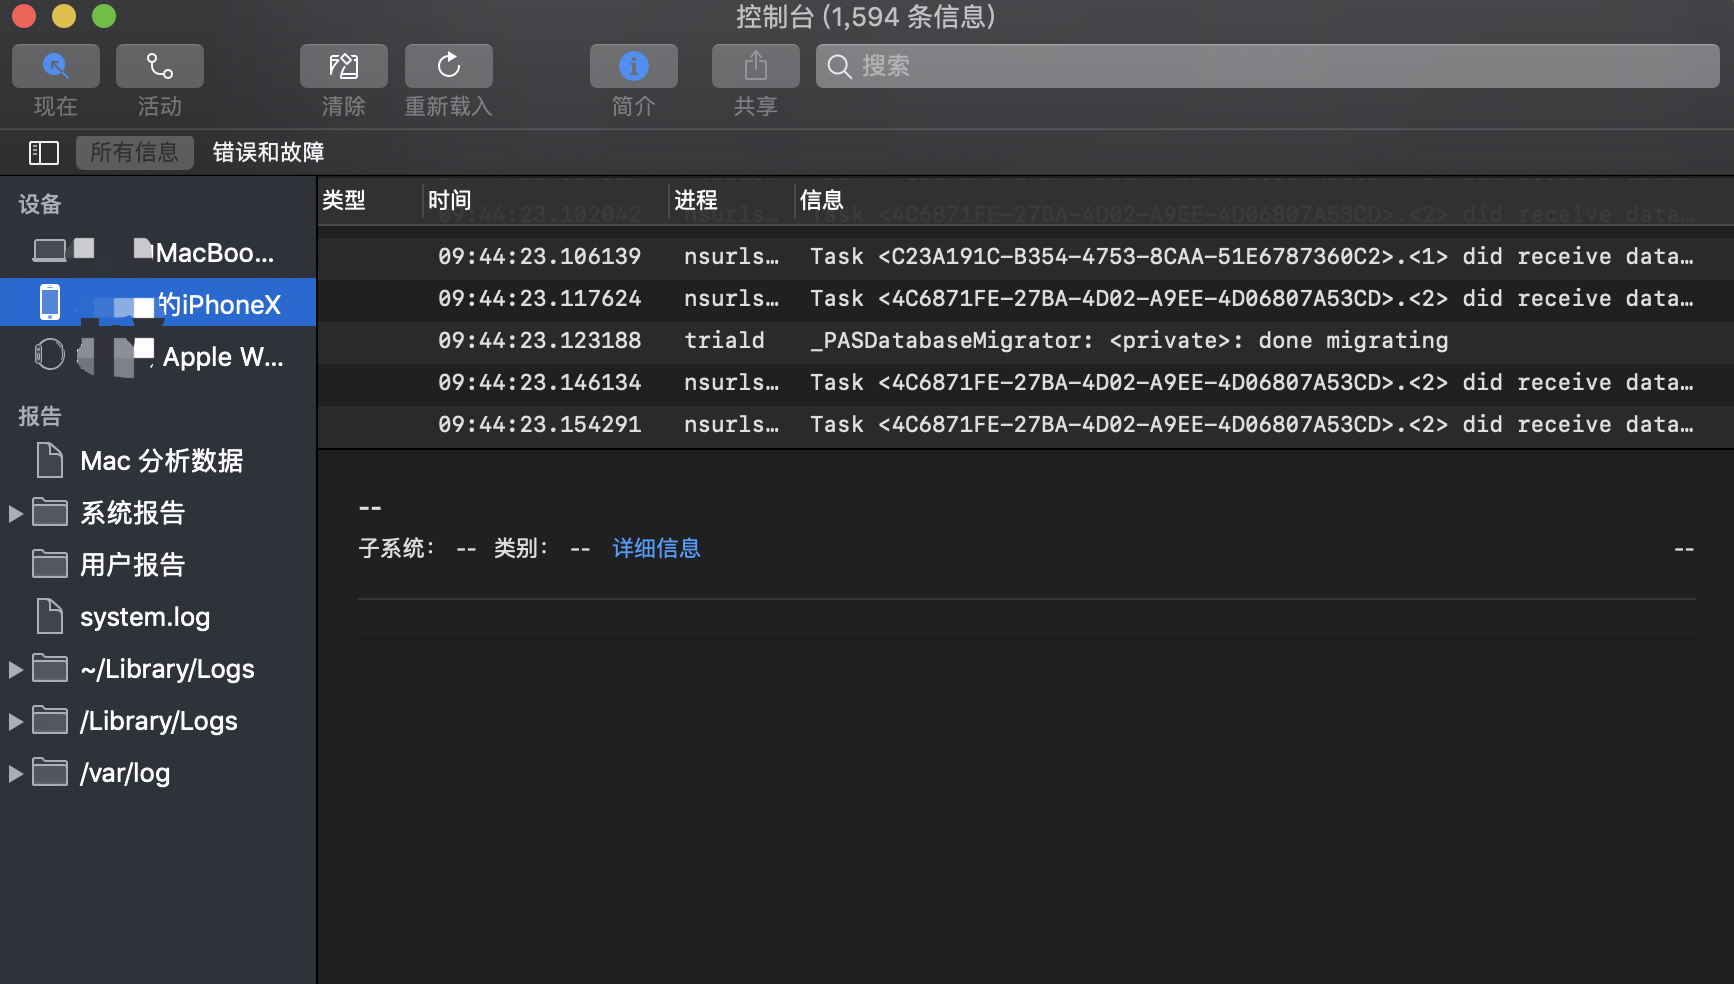 控制台 (1,594 条信息)
现在 活动 清除 重新载入 简介 共享 搜索
所有信息 错误和故障
设备
MacBoo...
的iPhoneX
Apple W...
报告
Mac 分析数据
系统报告
用户报告
system.log
~/Library/Logs
/Library/Logs
/var/log
类型 时间 进程 信息
09:44:23.102042 nsurls... Task <4C6871FE-27BA-4D02-A9EE-4D06807A53CD>.<2> did receive data...
09:44:23.106139 nsurls... Task <C23A191C-B354-4753-8CAA-51E6787360C2>.<1> did receive data...
09:44:23.117624 nsurls... Task <4C6871FE-27BA-4D02-A9EE-4D06807A53CD>.<2> did receive data...
09:44:23.123188 triald _PASDatabaseMigrator: <private>: done migrating
09:44:23.146134 nsurls... Task <4C6871FE-27BA-4D02-A9EE-4D06807A53CD>.<2> did receive data...
09:44:23.154291 nsurls... Task <4C6871FE-27BA-4D02-A9EE-4D06807A53CD>.<2> did receive data...
--
子系统： -- 类别： -- 详细信息 --